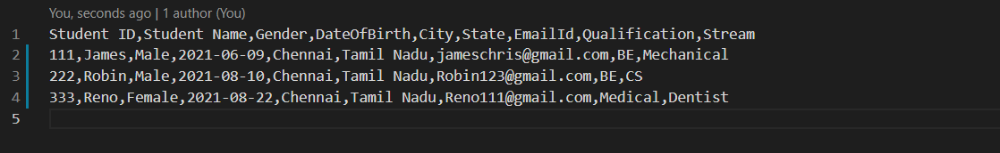 You, seconds ago | 1 author (You)
1 Student ID,Student Name,Gender,DateOfBirth,City,State,EmailId,Qualification,Stream
2 111,James,Male,2021-06-09,Chennai,Tamil Nadu,jameschris@gmail.com,BE,Mechanical
3 222,Robin,Male,2021-08-10,Chennai,Tamil Nadu,Robin123@gmail.com,BE,CS
4 333,Reno,Female,2021-08-22,Chennai,Tamil Nadu,Reno111@gmail.com,Medical,Dentist
5